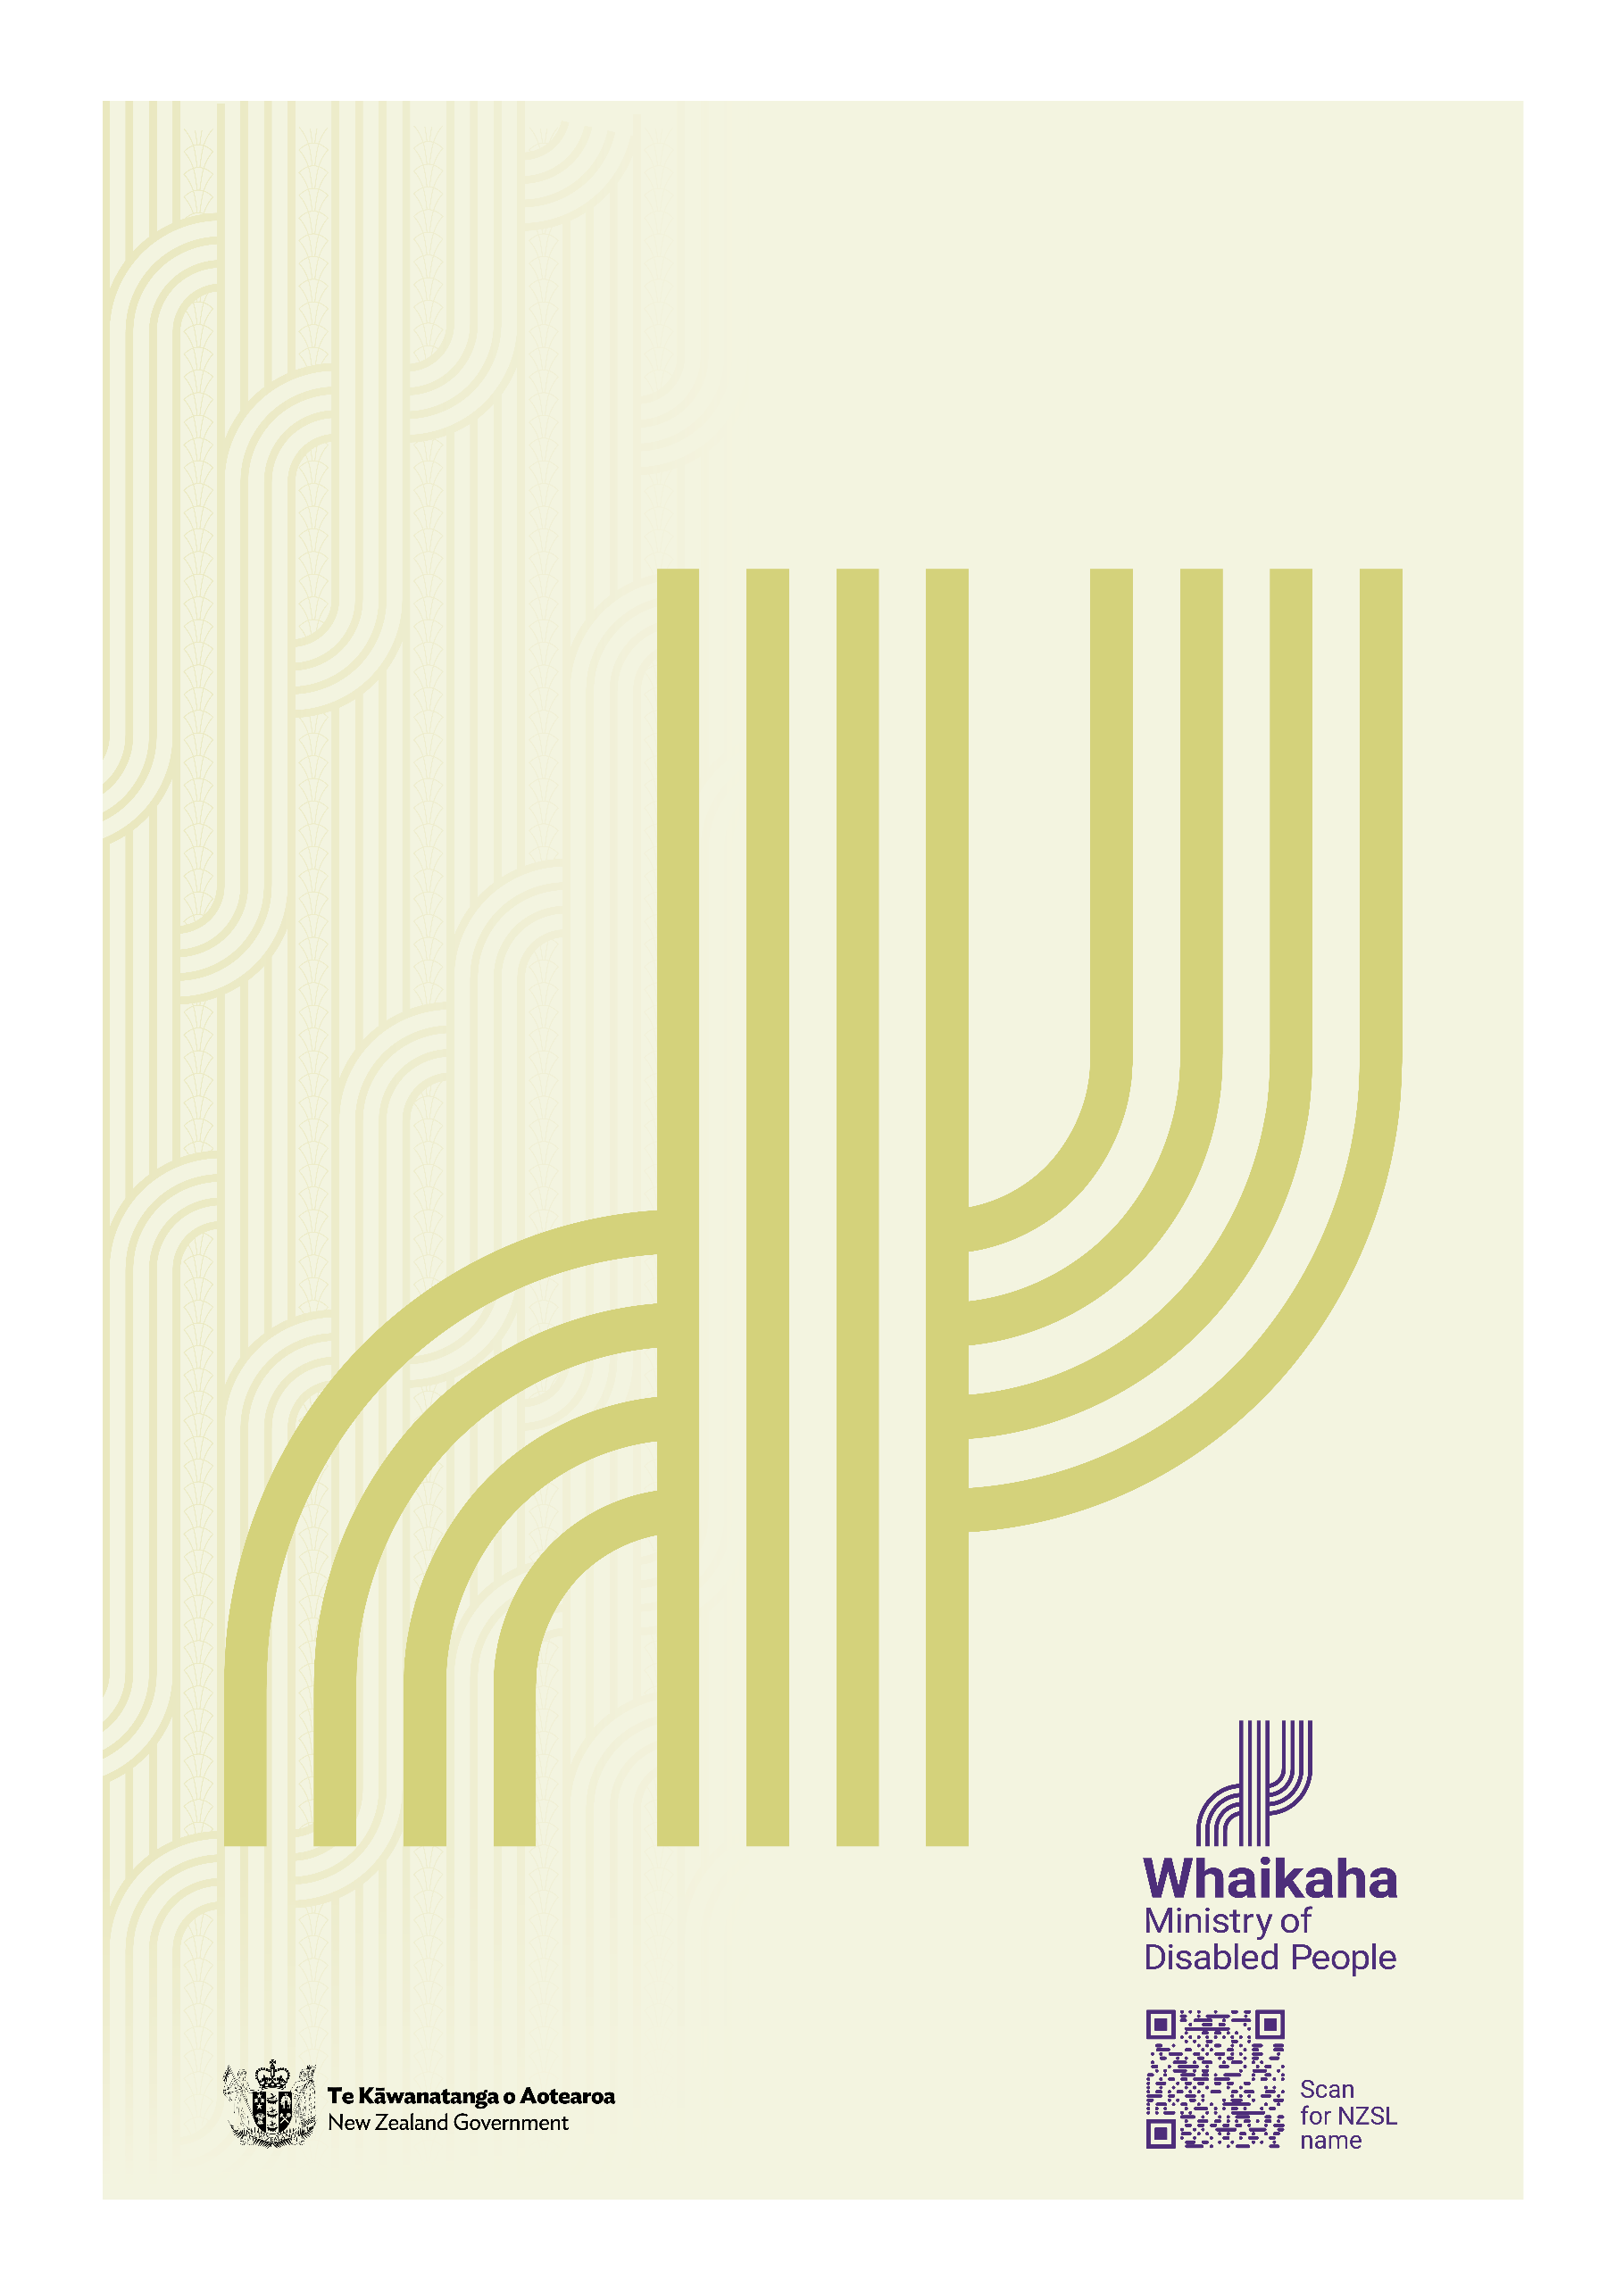 Whaikaha
Ministry of
Disabled People
Scan
for NZSL
name
Te Kāwanatanga o Aotearoa
New Zealand Government